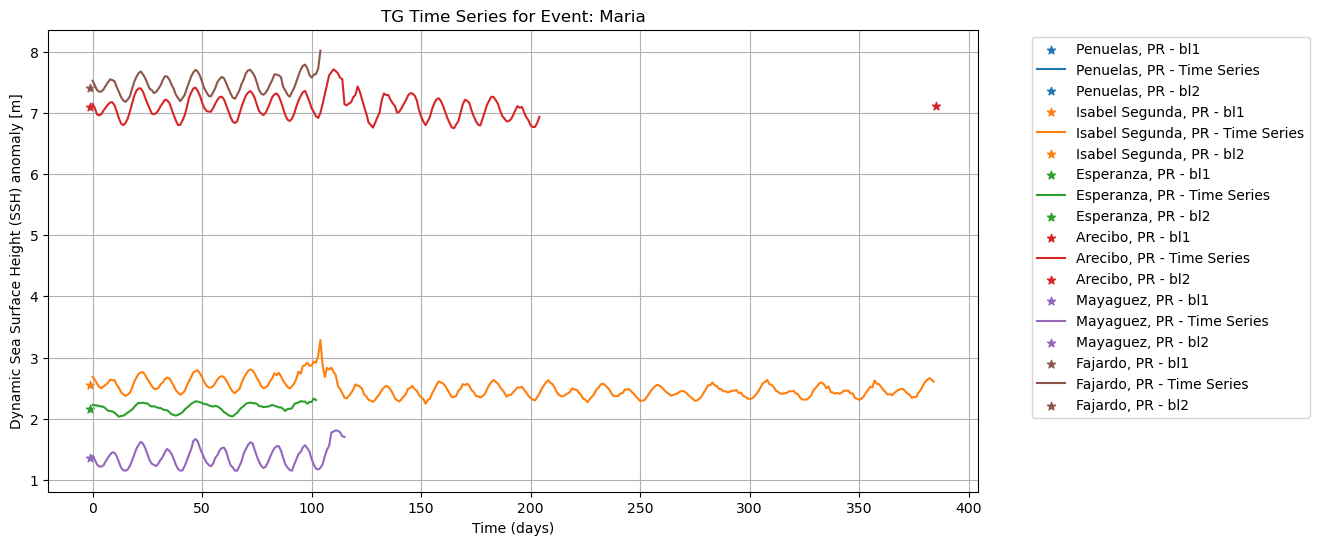 TG Time Series for Event: Maria
Dynamic Sea Surface Height (SSH) anomaly [m]
8
7
6
5
4
3
2
1
0
50
100
150
200
250
300
350
400
Time (days)
Penuelas, PR - bl1
Penuelas, PR - Time Series
Penuelas, PR - bl2
Isabel Segunda, PR - bl1
Isabel Segunda, PR - Time Series
Isabel Segunda, PR - bl2
Esperanza, PR - bl1
Esperanza, PR - Time Series
Esperanza, PR - bl2
Arecibo, PR - bl1
Arecibo, PR - Time Series
Arecibo, PR - bl2
Mayaguez, PR - bl1
Mayaguez, PR - Time Series
Mayaguez, PR - bl2
Fajardo, PR - bl1
Fajardo, PR - Time Series
Fajardo, PR - bl2